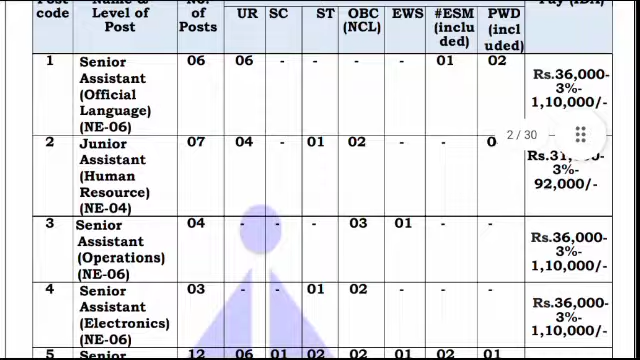 Post Name & No. Pay (IDA)
code Level of of UR SC ST OBC EWS #ESM PWD
Post Posts (NCL) (inclu (incl
ded) uded)
1 Senior 06 06 - - - - 01 02 Rs.36,000-
Assistant 3%-
(Official 1,10,000/-
Language)
(NE-06)
2 Junior 07 04 - 01 02 - - 2 / 30
Assistant 3%-
(Human 92,000/-
Resource)
(NE-04)
3 Senior 04 - - - 03 01 - - Rs.36,000-
Assistant 3%-
(Operations) 1,10,000/-
(NE-06)
4 Senior 03 - - 01 02 - - - Rs.36,000-
Assistant 3%-
(Electronics) 1,10,000/-
(NE-06)
5 Senior 12 06 01 02 02 01 02 01